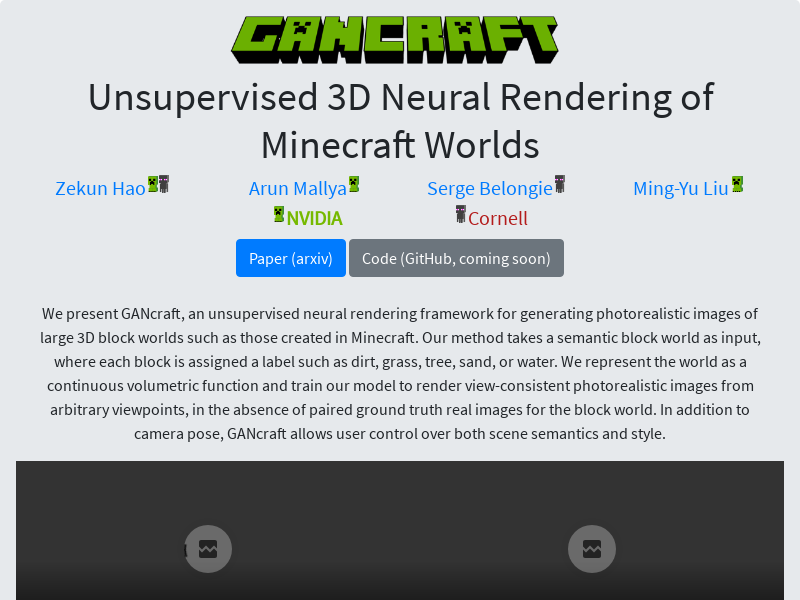 GANCRAFT
Unsupervised 3D Neural Rendering of
Minecraft Worlds
Zekun Hao Arun Mallya Serge Belongie Ming-Yu Liu
NVIDIA Cornell
Paper (arxiv) Code (GitHub, coming soon)
We present GANcraft, an unsupervised neural rendering framework for generating photorealistic images of
large 3D block worlds such as those created in Minecraft. Our method takes a semantic block world as input,
where each block is assigned a label such as dirt, grass, tree, sand, or water. We represent the world as a
continuous volumetric function and train our model to render view-consistent photorealistic images from
arbitrary viewpoints, in the absence of paired ground truth real images for the block world. In addition to
camera pose, GANcraft allows user control over both scene semantics and style.